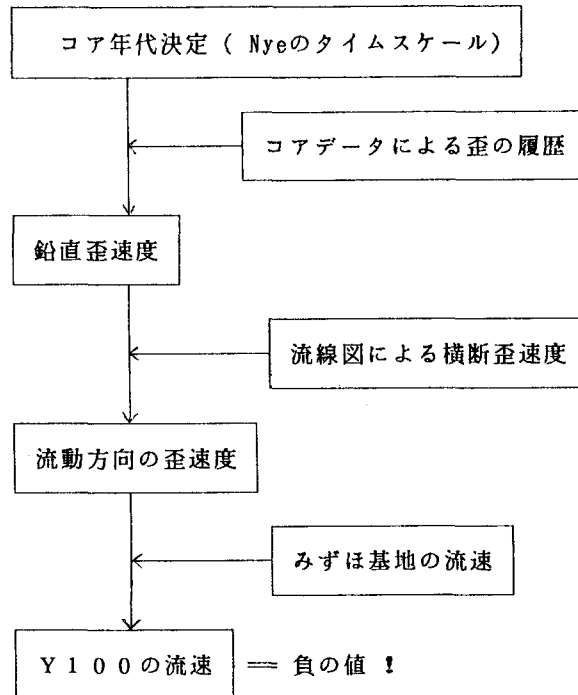 コア年代決定 ( Nyeのタイムスケール)
コアデータによる歪の履歴
鉛直歪速度
流線図による横断歪速度
流動方向の歪速度
みずほ基地の流速
Y100の流速 == 負の値 !